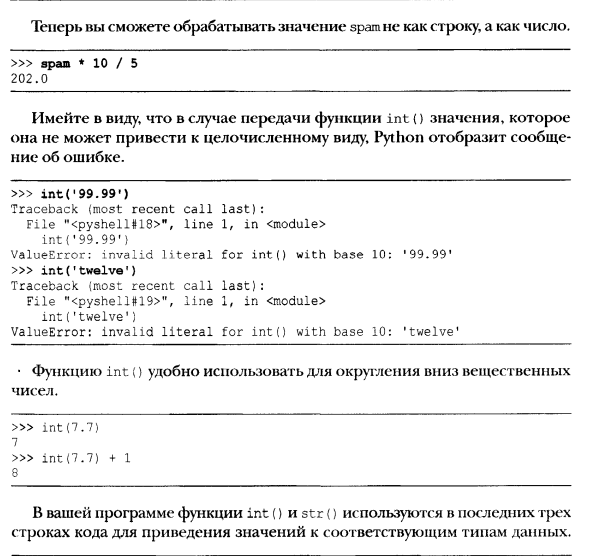 Теперь вы сможете обрабатывать значение spam не как строку, а как число.
>>> spam * 10 / 5
202.0
Имейте в виду, что в случае передачи функции int() значения, которое
она не может привести к целочисленному виду, Python отобразит сообще-
ние об ошибке.
>>> int('99.99')
Traceback (most recent call last):
  File "<pyshell#18>", line 1, in <module>
    int('99.99')
ValueError: invalid literal for int() with base 10: '99.99'
>>> int('twelve')
Traceback (most recent call last):
  File "<pyshell#19>", line 1, in <module>
    int('twelve')
ValueError: invalid literal for int() with base 10: 'twelve'
· Функцию int() удобно использовать для округления вниз вещественных
чисел.
>>> int(7.7)
7
>>> int(7.7) + 1
8
В вашей программе функции int() и str() используются в последних трех
строках кода для приведения значений к соответствующим типам данных.